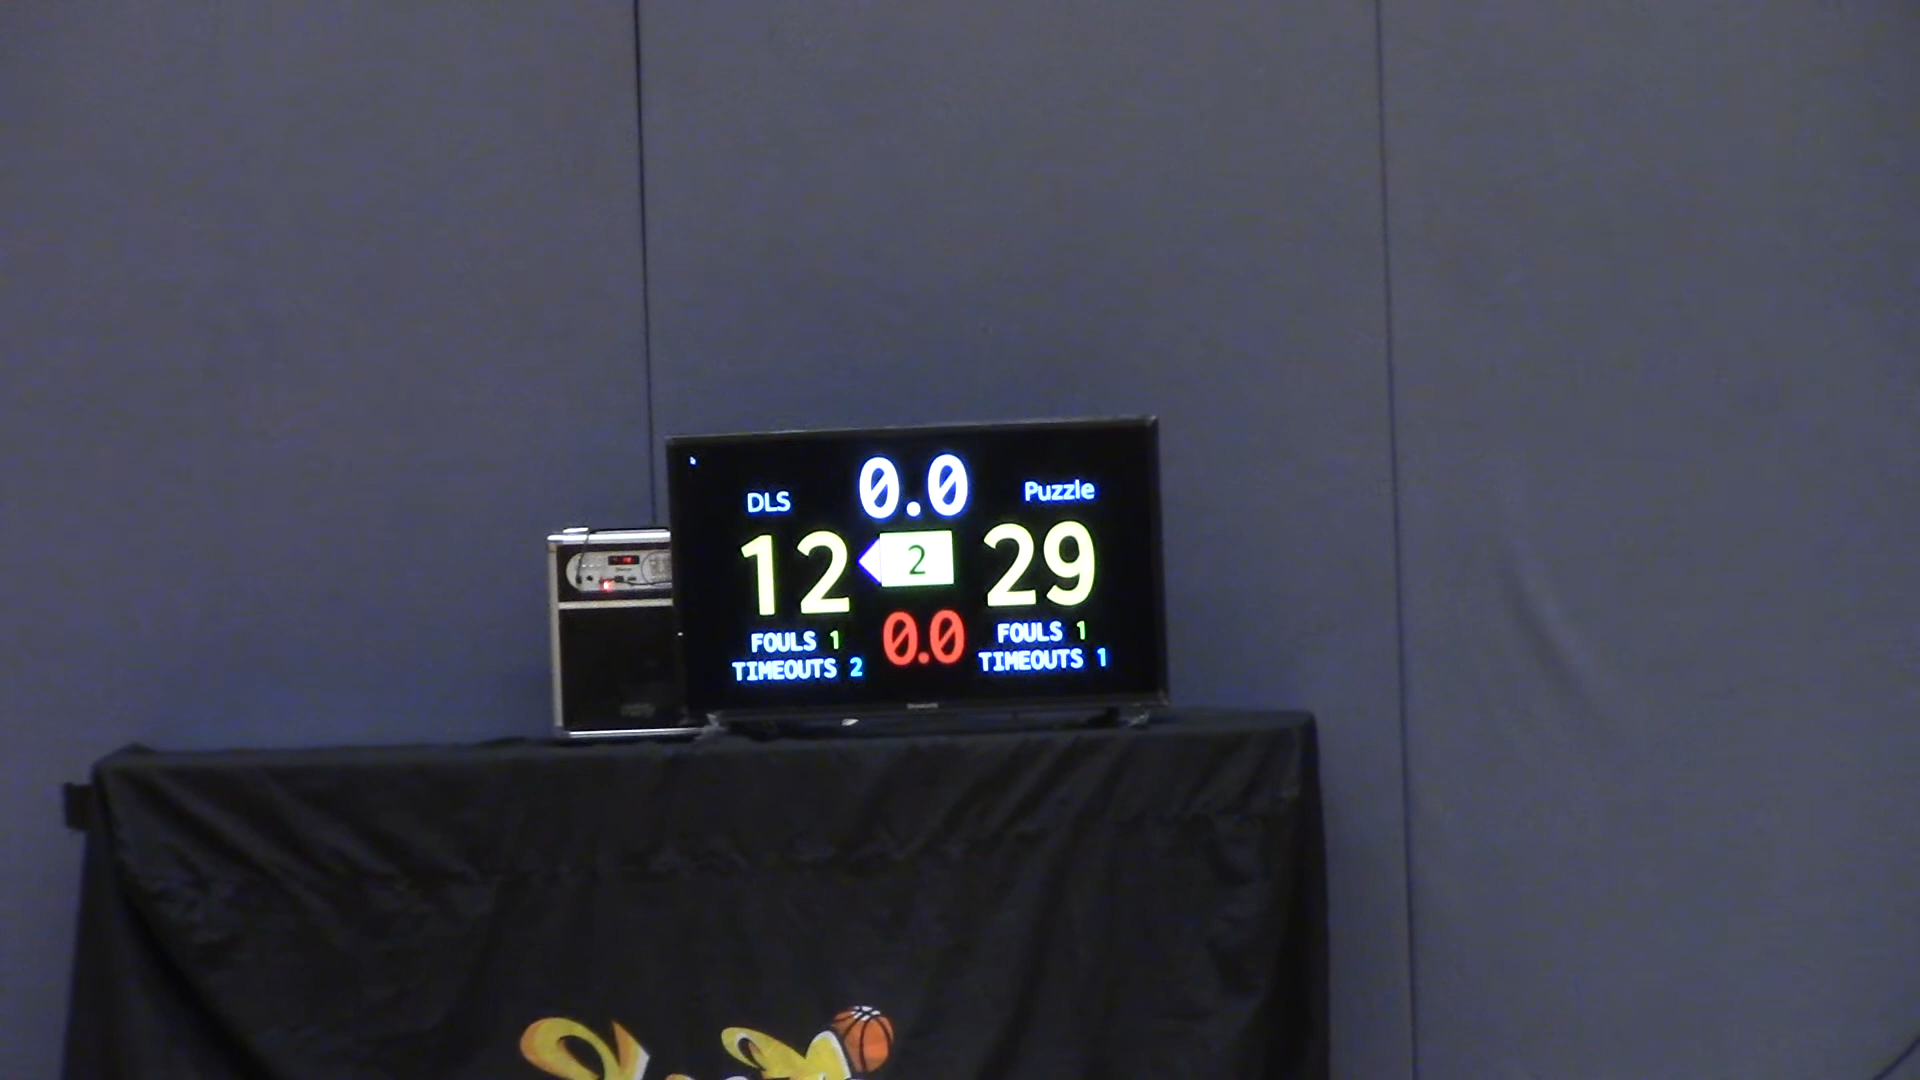 0.0
DLS
Puzzle
12
2
29
0.0
FOULS 1
TIMEOUTS 2
FOULS 1
TIMEOUTS 1